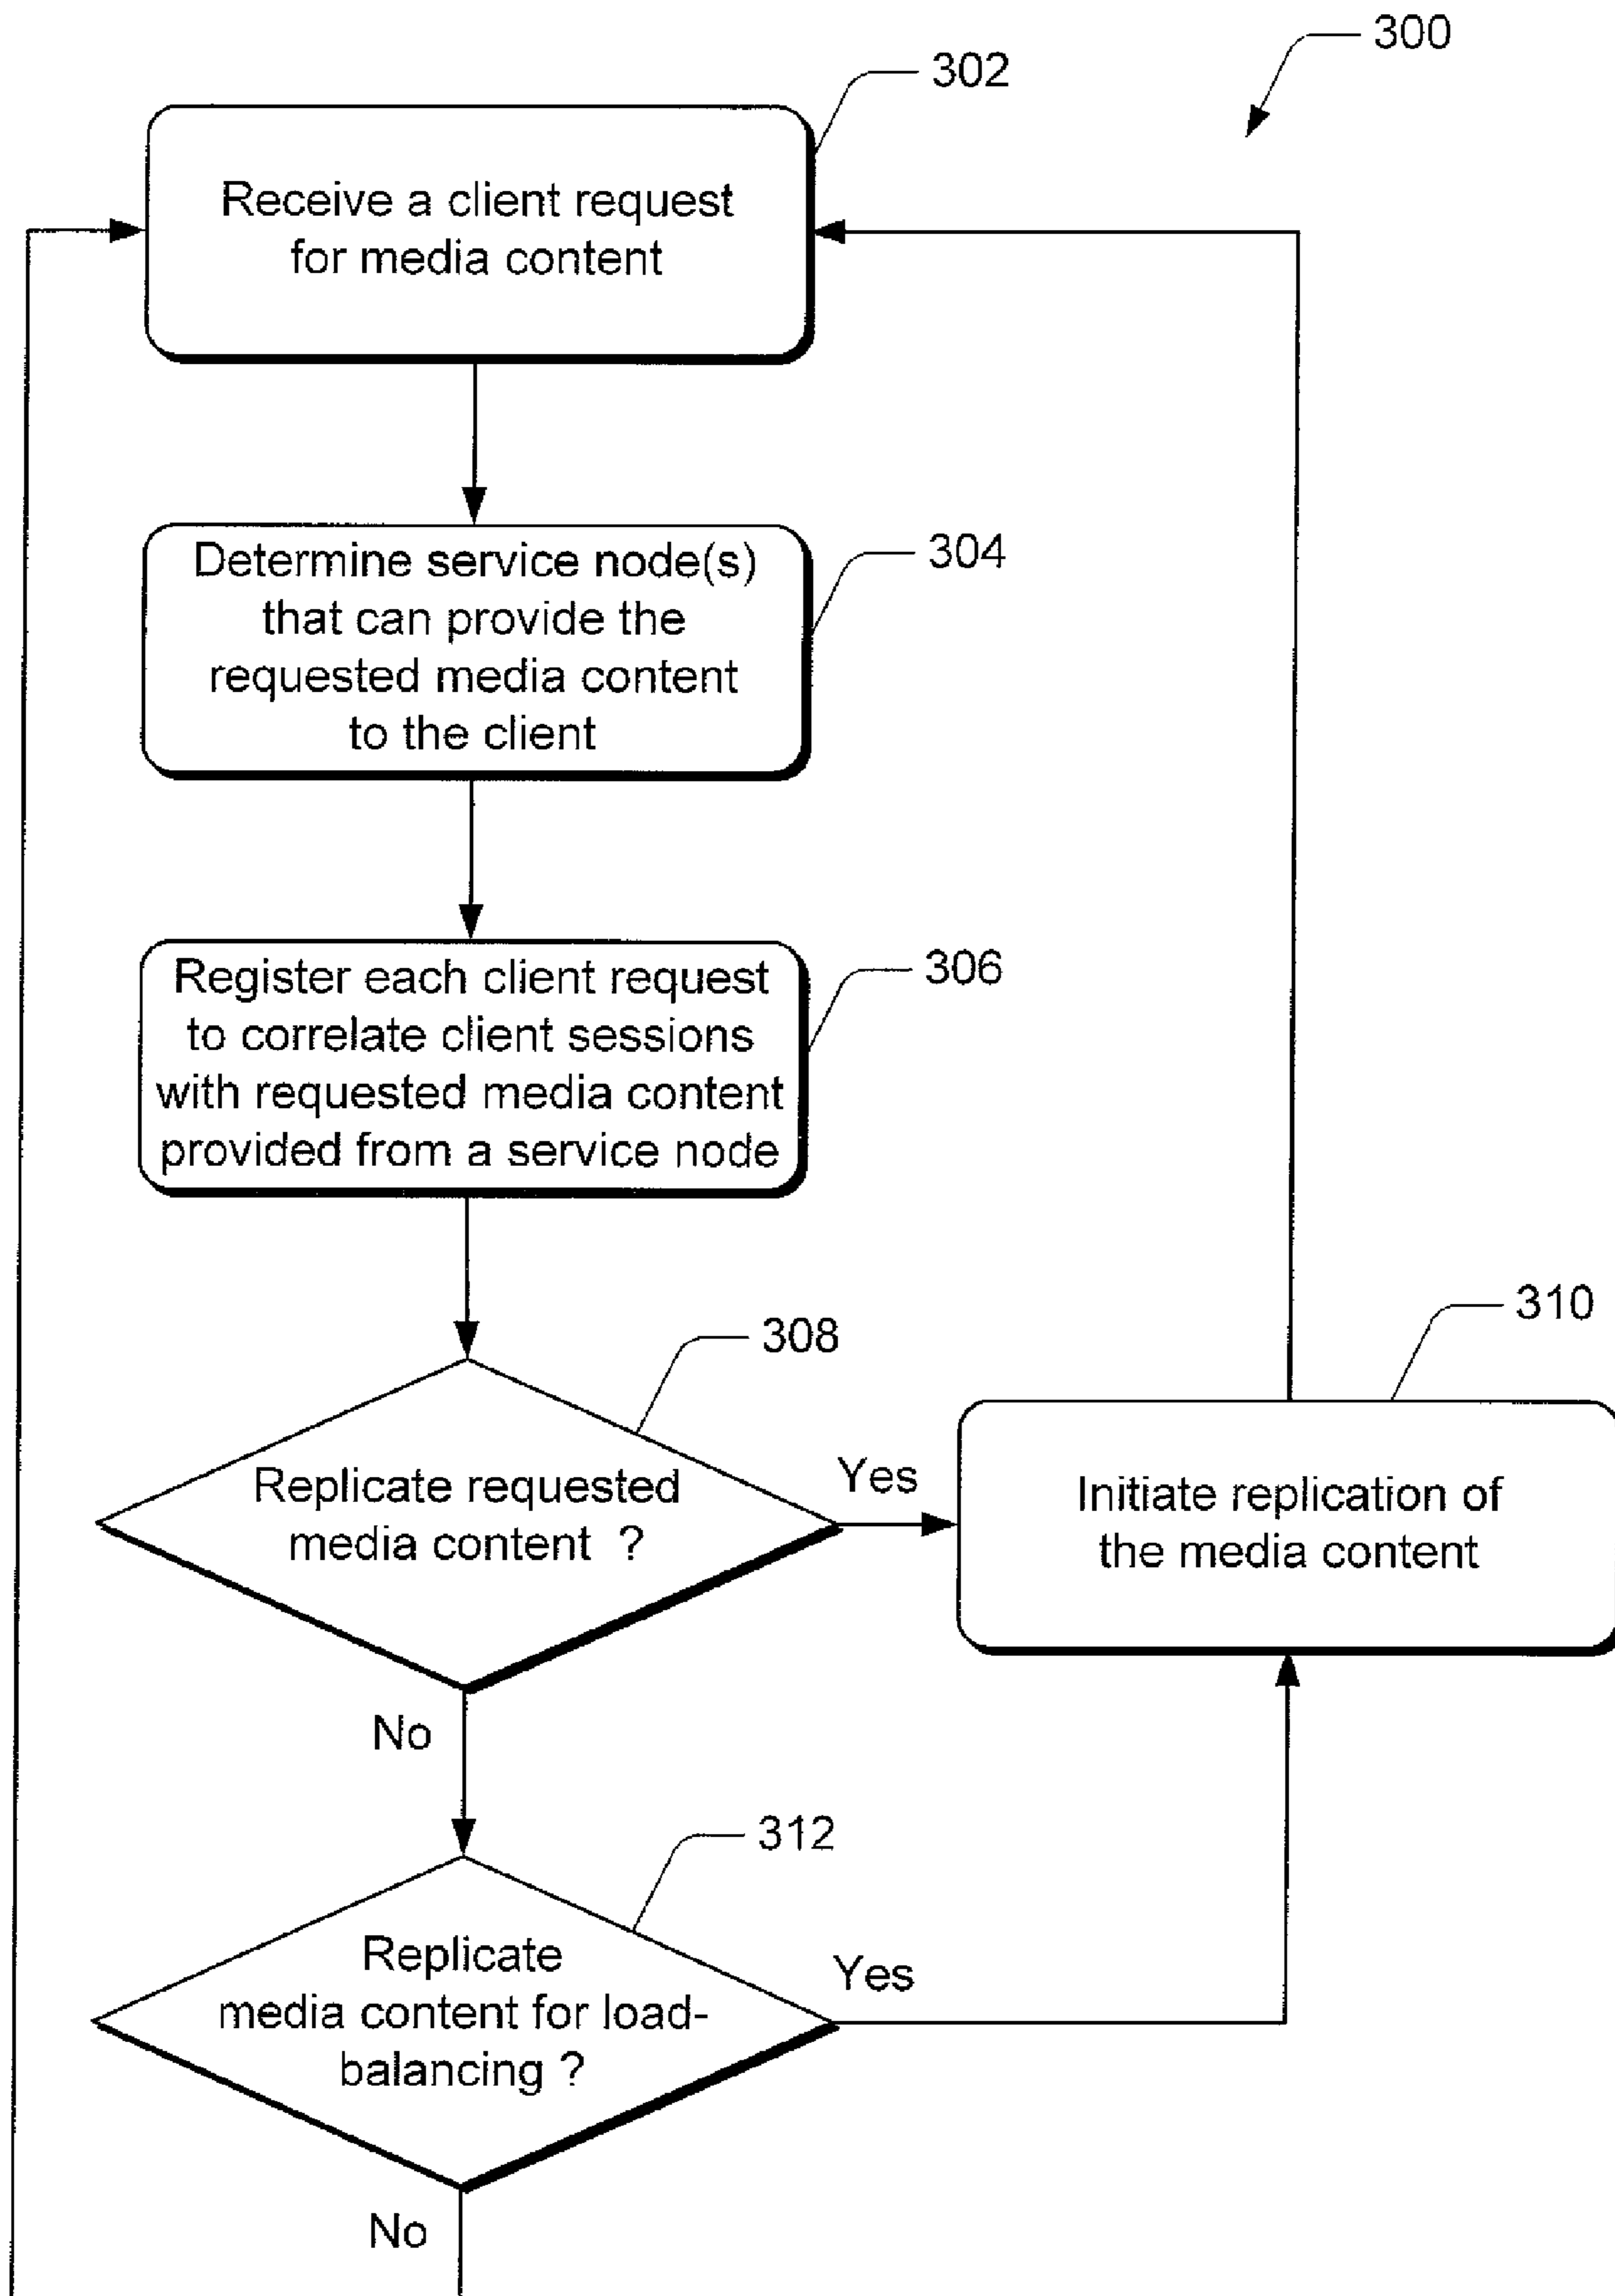 300
302
Receive a client request
for media content
304
Determine service node(s)
that can provide the
requested media content
to the client
306
Register each client request
to correlate client sessions
with requested media content
provided from a service node
308
Replicate requested
media content ?
Yes
310
Initiate replication of
the media content
No
312
Replicate
media content for load-
balancing ?
Yes
No